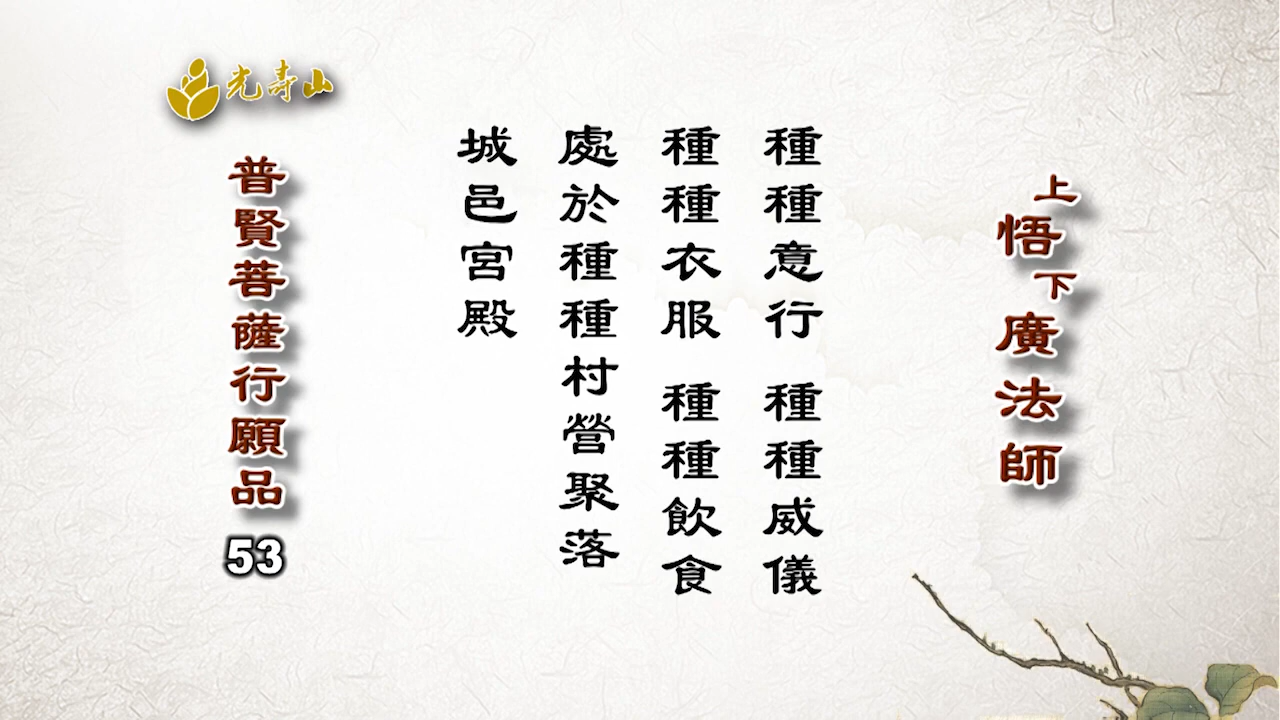 上悟下廣法師
種種意行 種種威儀
種種衣服 種種飲食
處於種種村營聚落
城邑宮殿
光壽山
普賢菩薩行願品
53